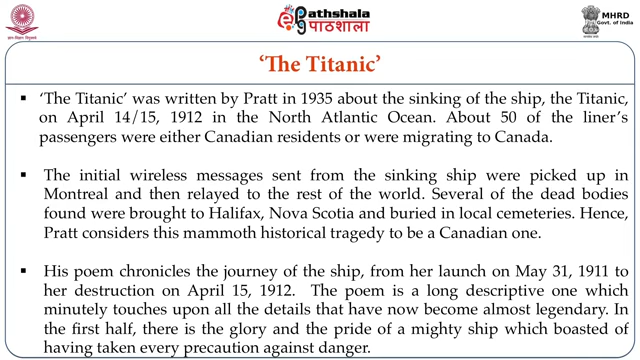 ePathshala
पाठशाला
MHRD
Govt. of India
‘The Titanic’
▪ ‘The Titanic’ was written by Pratt in 1935 about the sinking of the ship, the Titanic,
on April 14/15, 1912 in the North Atlantic Ocean. About 50 of the liner’s
passengers were either Canadian residents or were migrating to Canada.
▪ The initial wireless messages sent from the sinking ship were picked up in
Montreal and then relayed to the rest of the world. Several of the dead bodies
found were brought to Halifax, Nova Scotia and buried in local cemeteries. Hence,
Pratt considers this mammoth historical tragedy to be a Canadian one.
▪ His poem chronicles the journey of the ship, from her launch on May 31, 1911 to
her destruction on April 15, 1912. The poem is a long descriptive one which
minutely touches upon all the details that have now become almost legendary. In
the first half, there is the glory and the pride of a mighty ship which boasted of
having taken every precaution against danger.